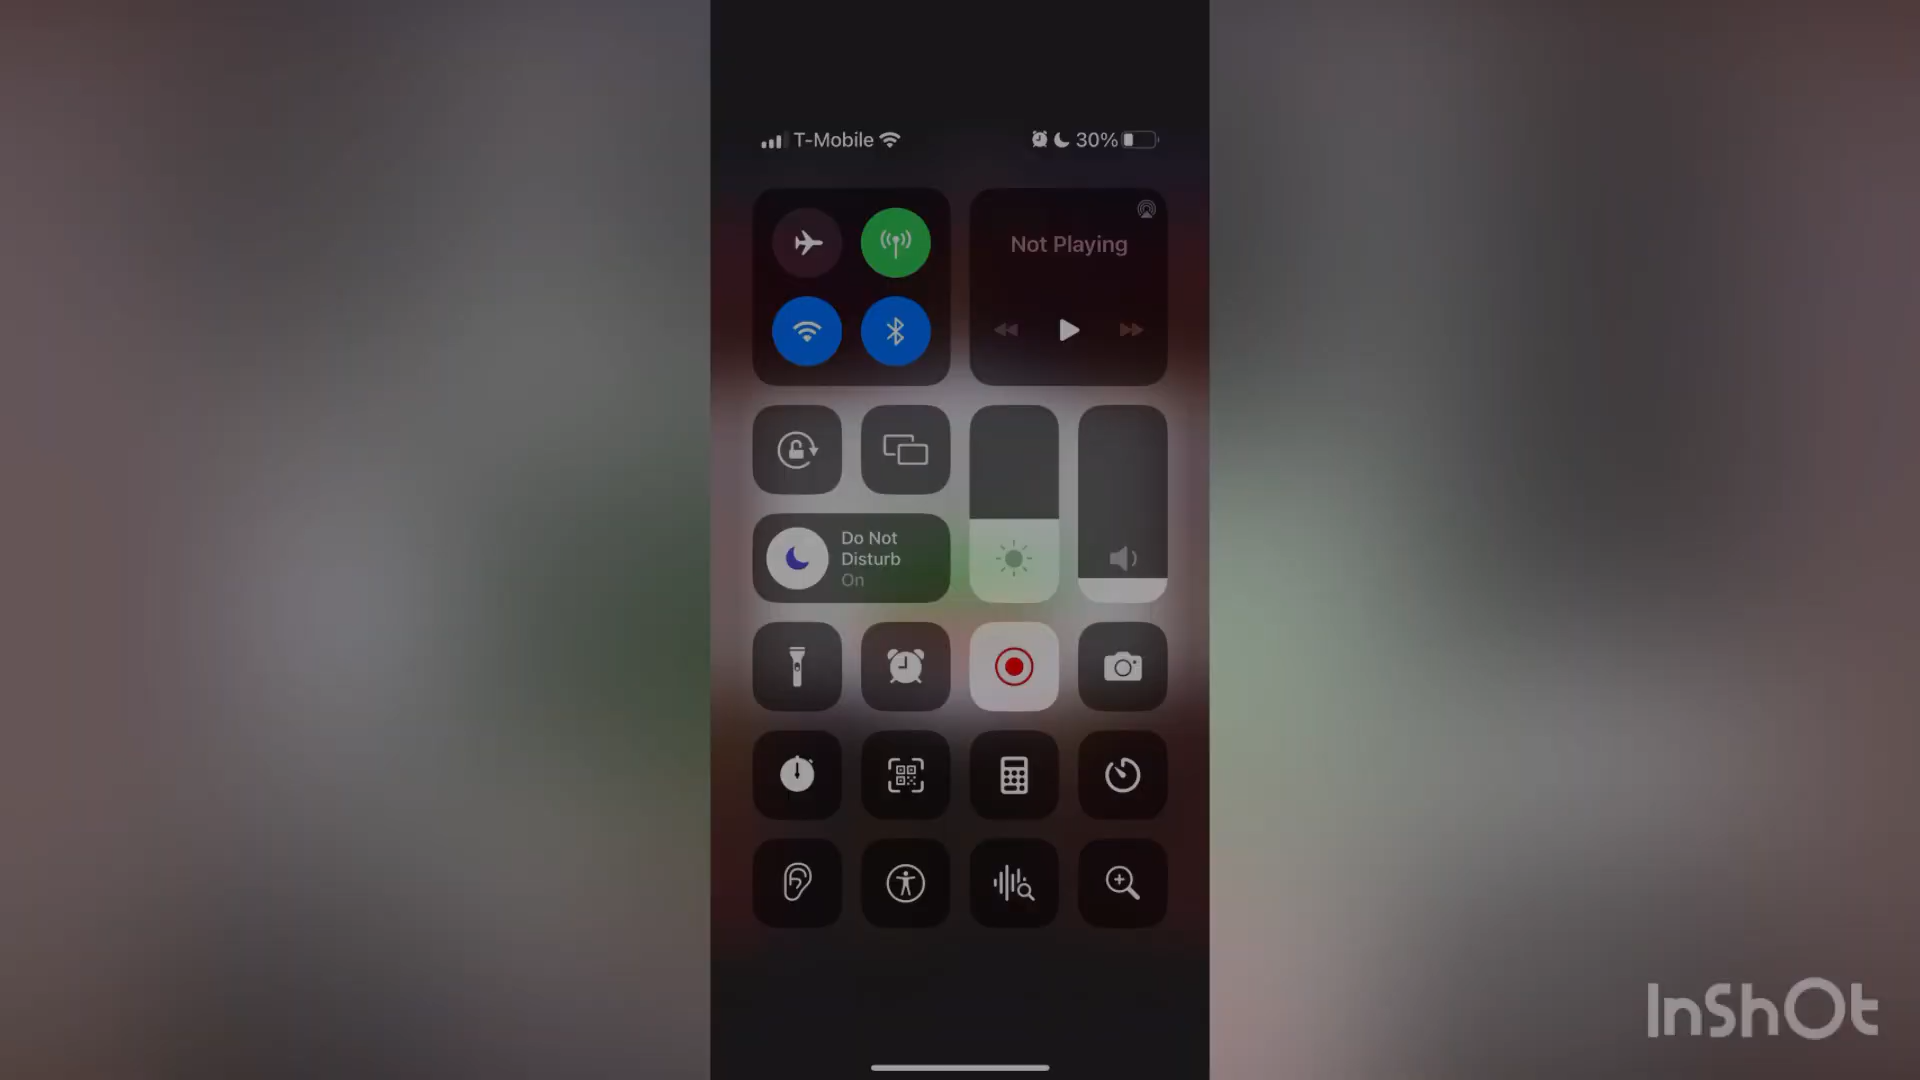 T-Mobile
30%
Not Playing
Do Not
Disturb
On
InShOt